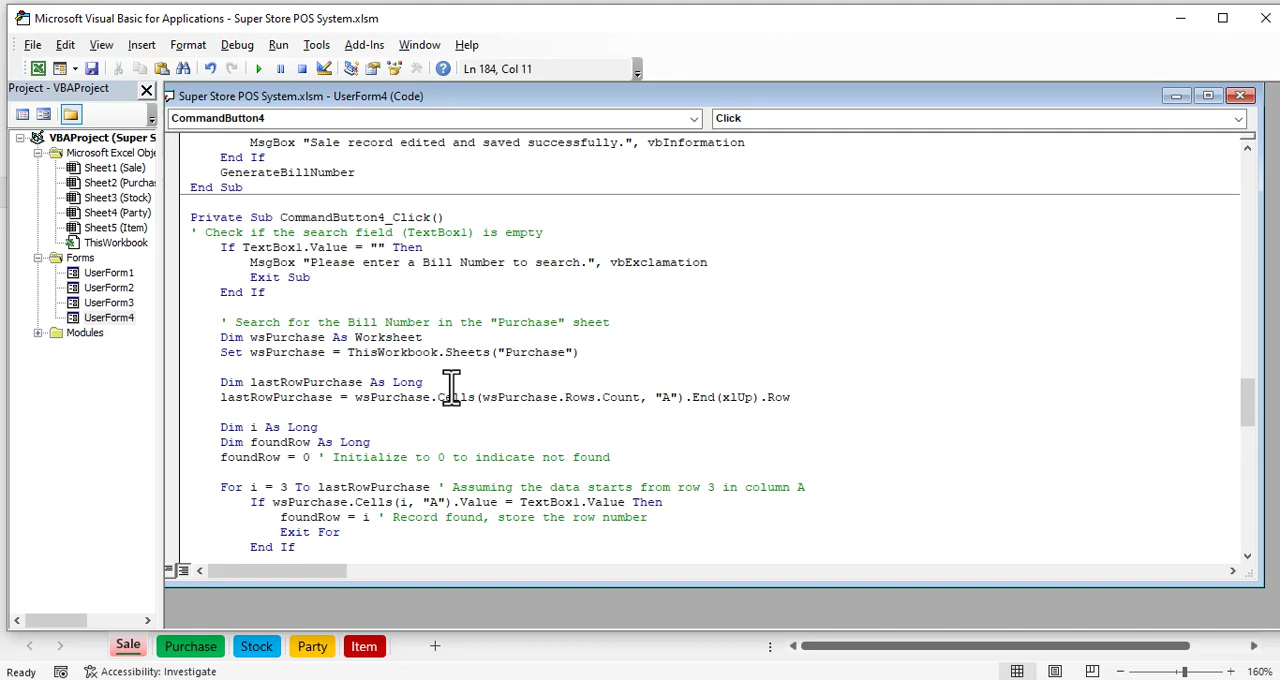 Microsoft Visual Basic for Applications - Super Store POS System.xlsm
File Edit View Insert Format Debug Run Tools Add-Ins Window Help
Ln 184, Col 11
Project - VBAProject
VBAProject (Super S
Microsoft Excel Obje
Sheet1 (Sale)
Sheet2 (Purcha
Sheet3 (Stock)
Sheet4 (Party)
Sheet5 (Item)
ThisWorkbook
Forms
UserForm1
UserForm2
UserForm3
UserForm4
Modules
Super Store POS System.xlsm - UserForm4 (Code)
CommandButton4 Click
MsgBox "Sale record edited and saved successfully.", vbInformation
End If
GenerateBillNumber
End Sub
Private Sub CommandButton4_Click()
' Check if the search field (TextBox1) is empty
If TextBox1.Value = "" Then
MsgBox "Please enter a Bill Number to search.", vbExclamation
Exit Sub
End If
' Search for the Bill Number in the "Purchase" sheet
Dim wsPurchase As Worksheet
Set wsPurchase = ThisWorkbook.Sheets("Purchase")
Dim lastRowPurchase As Long
lastRowPurchase = wsPurchase.Cells(wsPurchase.Rows.Count, "A").End(xlUp).Row
Dim i As Long
Dim foundRow As Long
foundRow = 0 ' Initialize to 0 to indicate not found
For i = 3 To lastRowPurchase ' Assuming the data starts from row 3 in column A
If wsPurchase.Cells(i, "A").Value = TextBox1.Value Then
foundRow = i ' Record found, store the row number
Exit For
End If
Sale Purchase Stock Party Item
Ready Accessibility: Investigate 160%